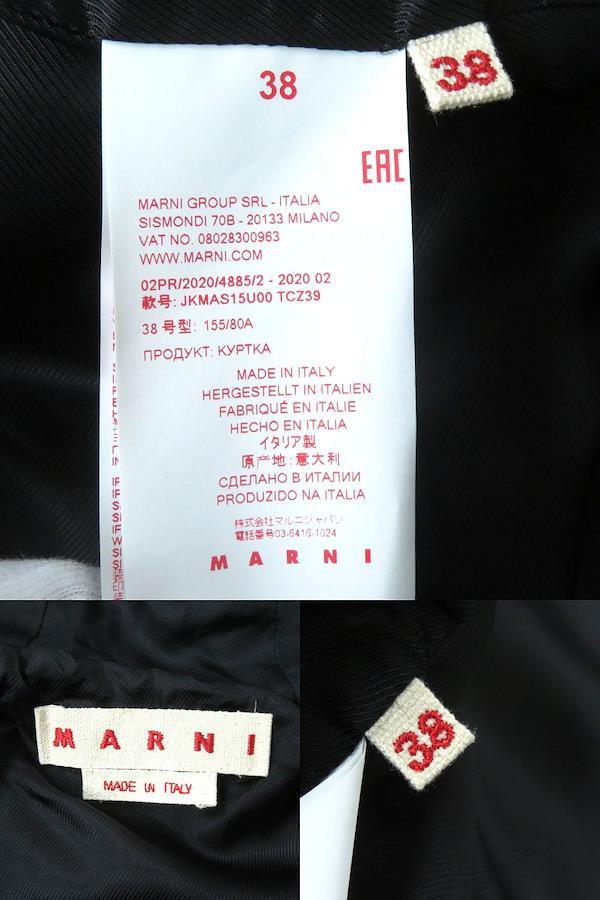 38
38
EAC
MARNI GROUP SRL - ITALIA
SISMONDI 70B - 20133 MILANO
VAT NO. 08028300963
WWW.MARNI.COM
02PR/2020/4885/2 - 2020 02
款号: JKMAS15U00 TCZ39
38 号型: 155/80A
ПРОДУКТ: КУРТКА
MADE IN ITALY
HERGESTELLT IN ITALIEN
FABRIQUÉ EN ITALIE
HECHO EN ITALIA
イタリア製
原产地:意大利
СДЕЛАНО В ИТАЛИИ
PRODUZIDO NA ITALIA
株式会社マルニジャパン
電話番号03-6416-1024
MARNI
MARNI
MADE IN ITALY
38